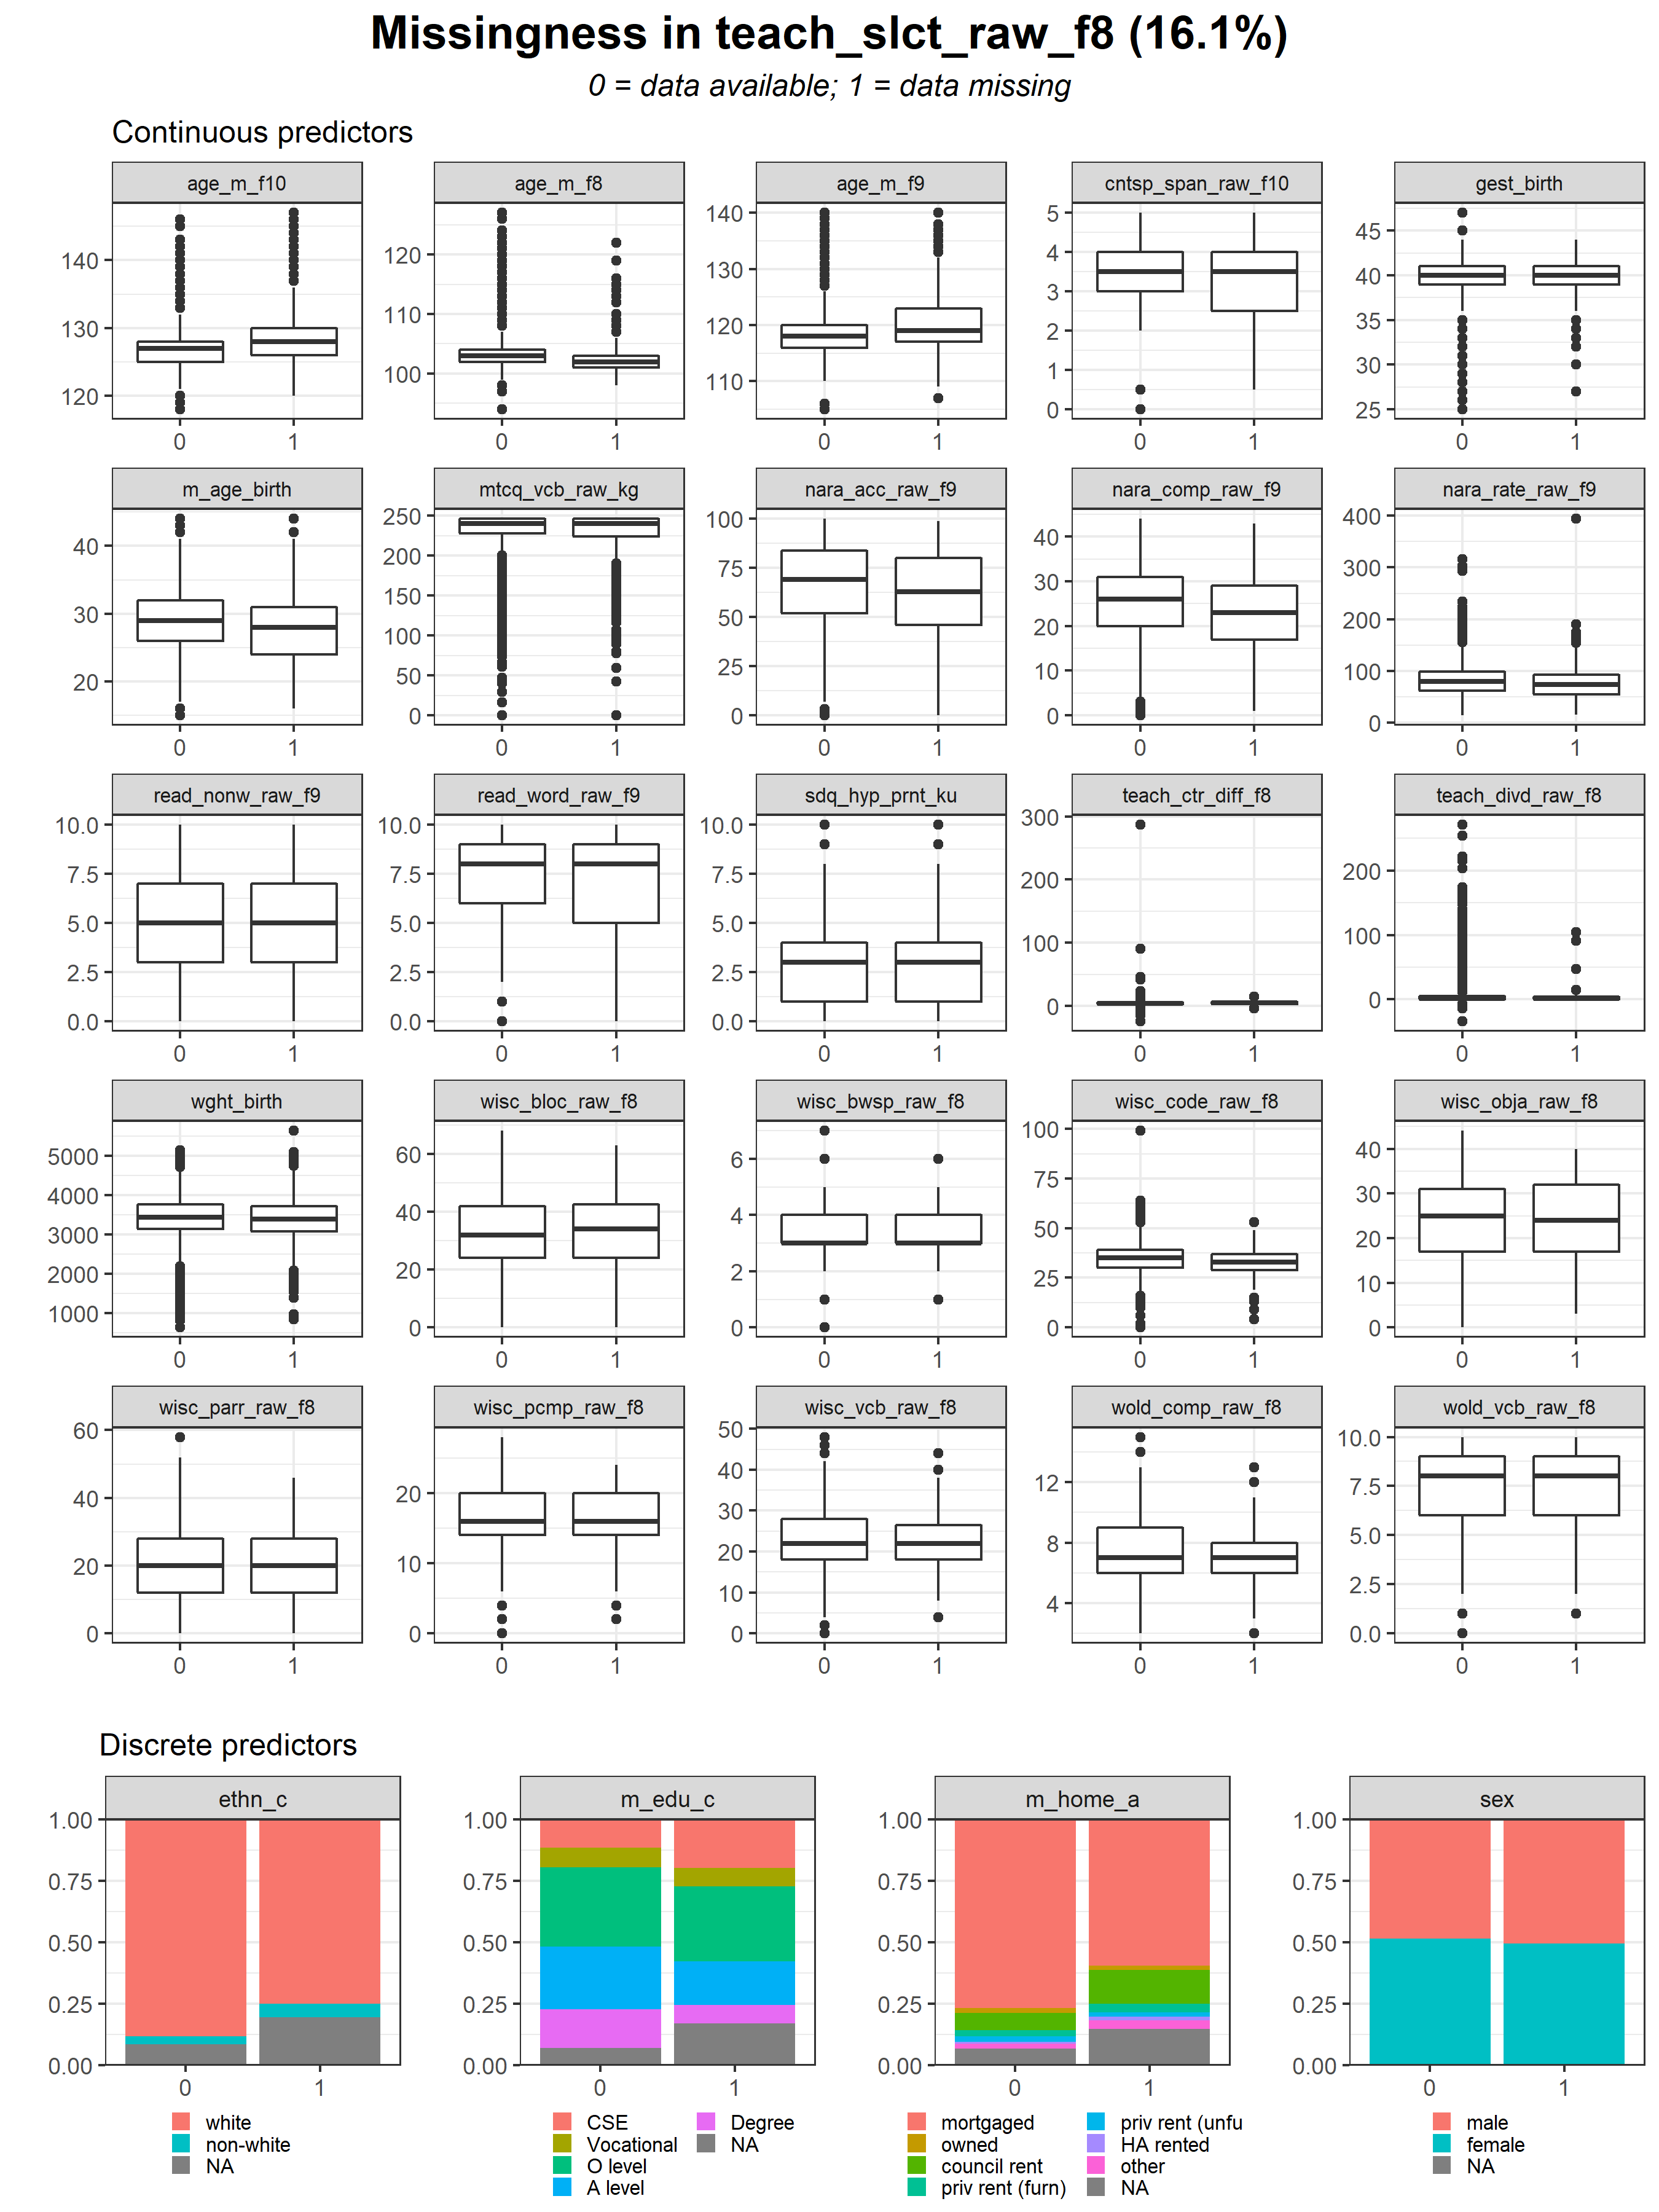 Missingness in teach_slct_raw_f8 (16.1%)
0 = data available; 1 = data missing
Continuous predictors
age_m_f10 age_m_f8 age_m_f9 cntsp_span_raw_f10 gest_birth
140 130 120
120 110 100
140 130 120 110
5 4 3 2 1 0
45 40 35 30 25
0 1 0 1 0 1 0 1 0 1
m_age_birth mtcq_vcb_raw_kg nara_acc_raw_f9 nara_comp_raw_f9 nara_rate_raw_f9
40 30 20
250 200 150 100 50 0
100 75 50 25 0
40 30 20 10 0
400 300 200 100 0
0 1 0 1 0 1 0 1 0 1
read_nonw_raw_f9 read_word_raw_f9 sdq_hyp_prnt_ku teach_ctr_diff_f8 teach_divd_raw_f8
10.0 7.5 5.0 2.5 0.0
10.0 7.5 5.0 2.5 0.0
10.0 7.5 5.0 2.5 0.0
300 200 100 0
200 100 0
0 1 0 1 0 1 0 1 0 1
wght_birth wisc_bloc_raw_f8 wisc_bwsp_raw_f8 wisc_code_raw_f8 wisc_obja_raw_f8
5000 4000 3000 2000 1000
60 40 20 0
6 4 2 0
100 75 50 25 0
40 30 20 10 0
0 1 0 1 0 1 0 1 0 1
wisc_parr_raw_f8 wisc_pcmp_raw_f8 wisc_vcb_raw_f8 wold_comp_raw_f8 wold_vcb_raw_f8
60 40 20 0
20 10 0
50 40 30 20 10 0
12 8 4
10.0 7.5 5.0 2.5 0.0
0 1 0 1 0 1 0 1 0 1
Discrete predictors
ethn_c m_edu_c m_home_a sex
1.00 0.75 0.50 0.25 0.00
1.00 0.75 0.50 0.25 0.00
1.00 0.75 0.50 0.25 0.00
1.00 0.75 0.50 0.25 0.00
0 1 0 1 0 1 0 1
white
non-white
NA
CSE
Vocational
O level
A level
Degree
NA
mortgaged
owned
council rent
priv rent (furn)
priv rent (unfu
HA rented
other
NA
male
female
NA